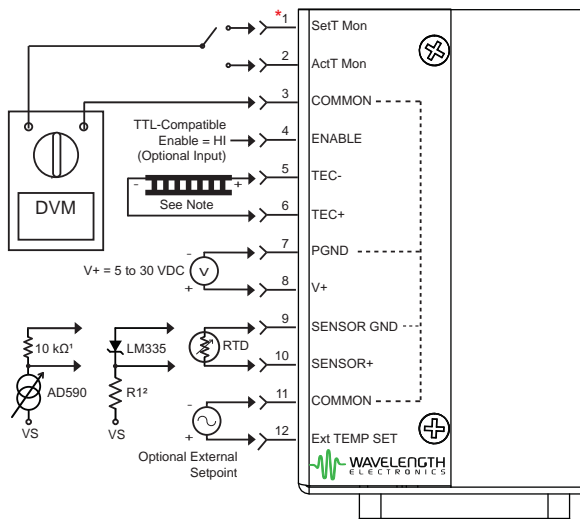 * 1 SetT Mon
2 ActT Mon
3 COMMON
TTL-Compatible
Enable = HI
(Optional Input)
4 ENABLE
5 TEC-
- +
See Note
6 TEC+
DVM
7 PGND
-
V+ = 5 to 30 VDC
V
+
8 V+
9 SENSOR GND
10 kΩ¹
LM335
RTD
10 SENSOR+
AD590
R1²
VS
VS
11 COMMON
-
+
12 Ext TEMP SET
Optional External
Setpoint
WAVELENGTH
ELECTRONICS